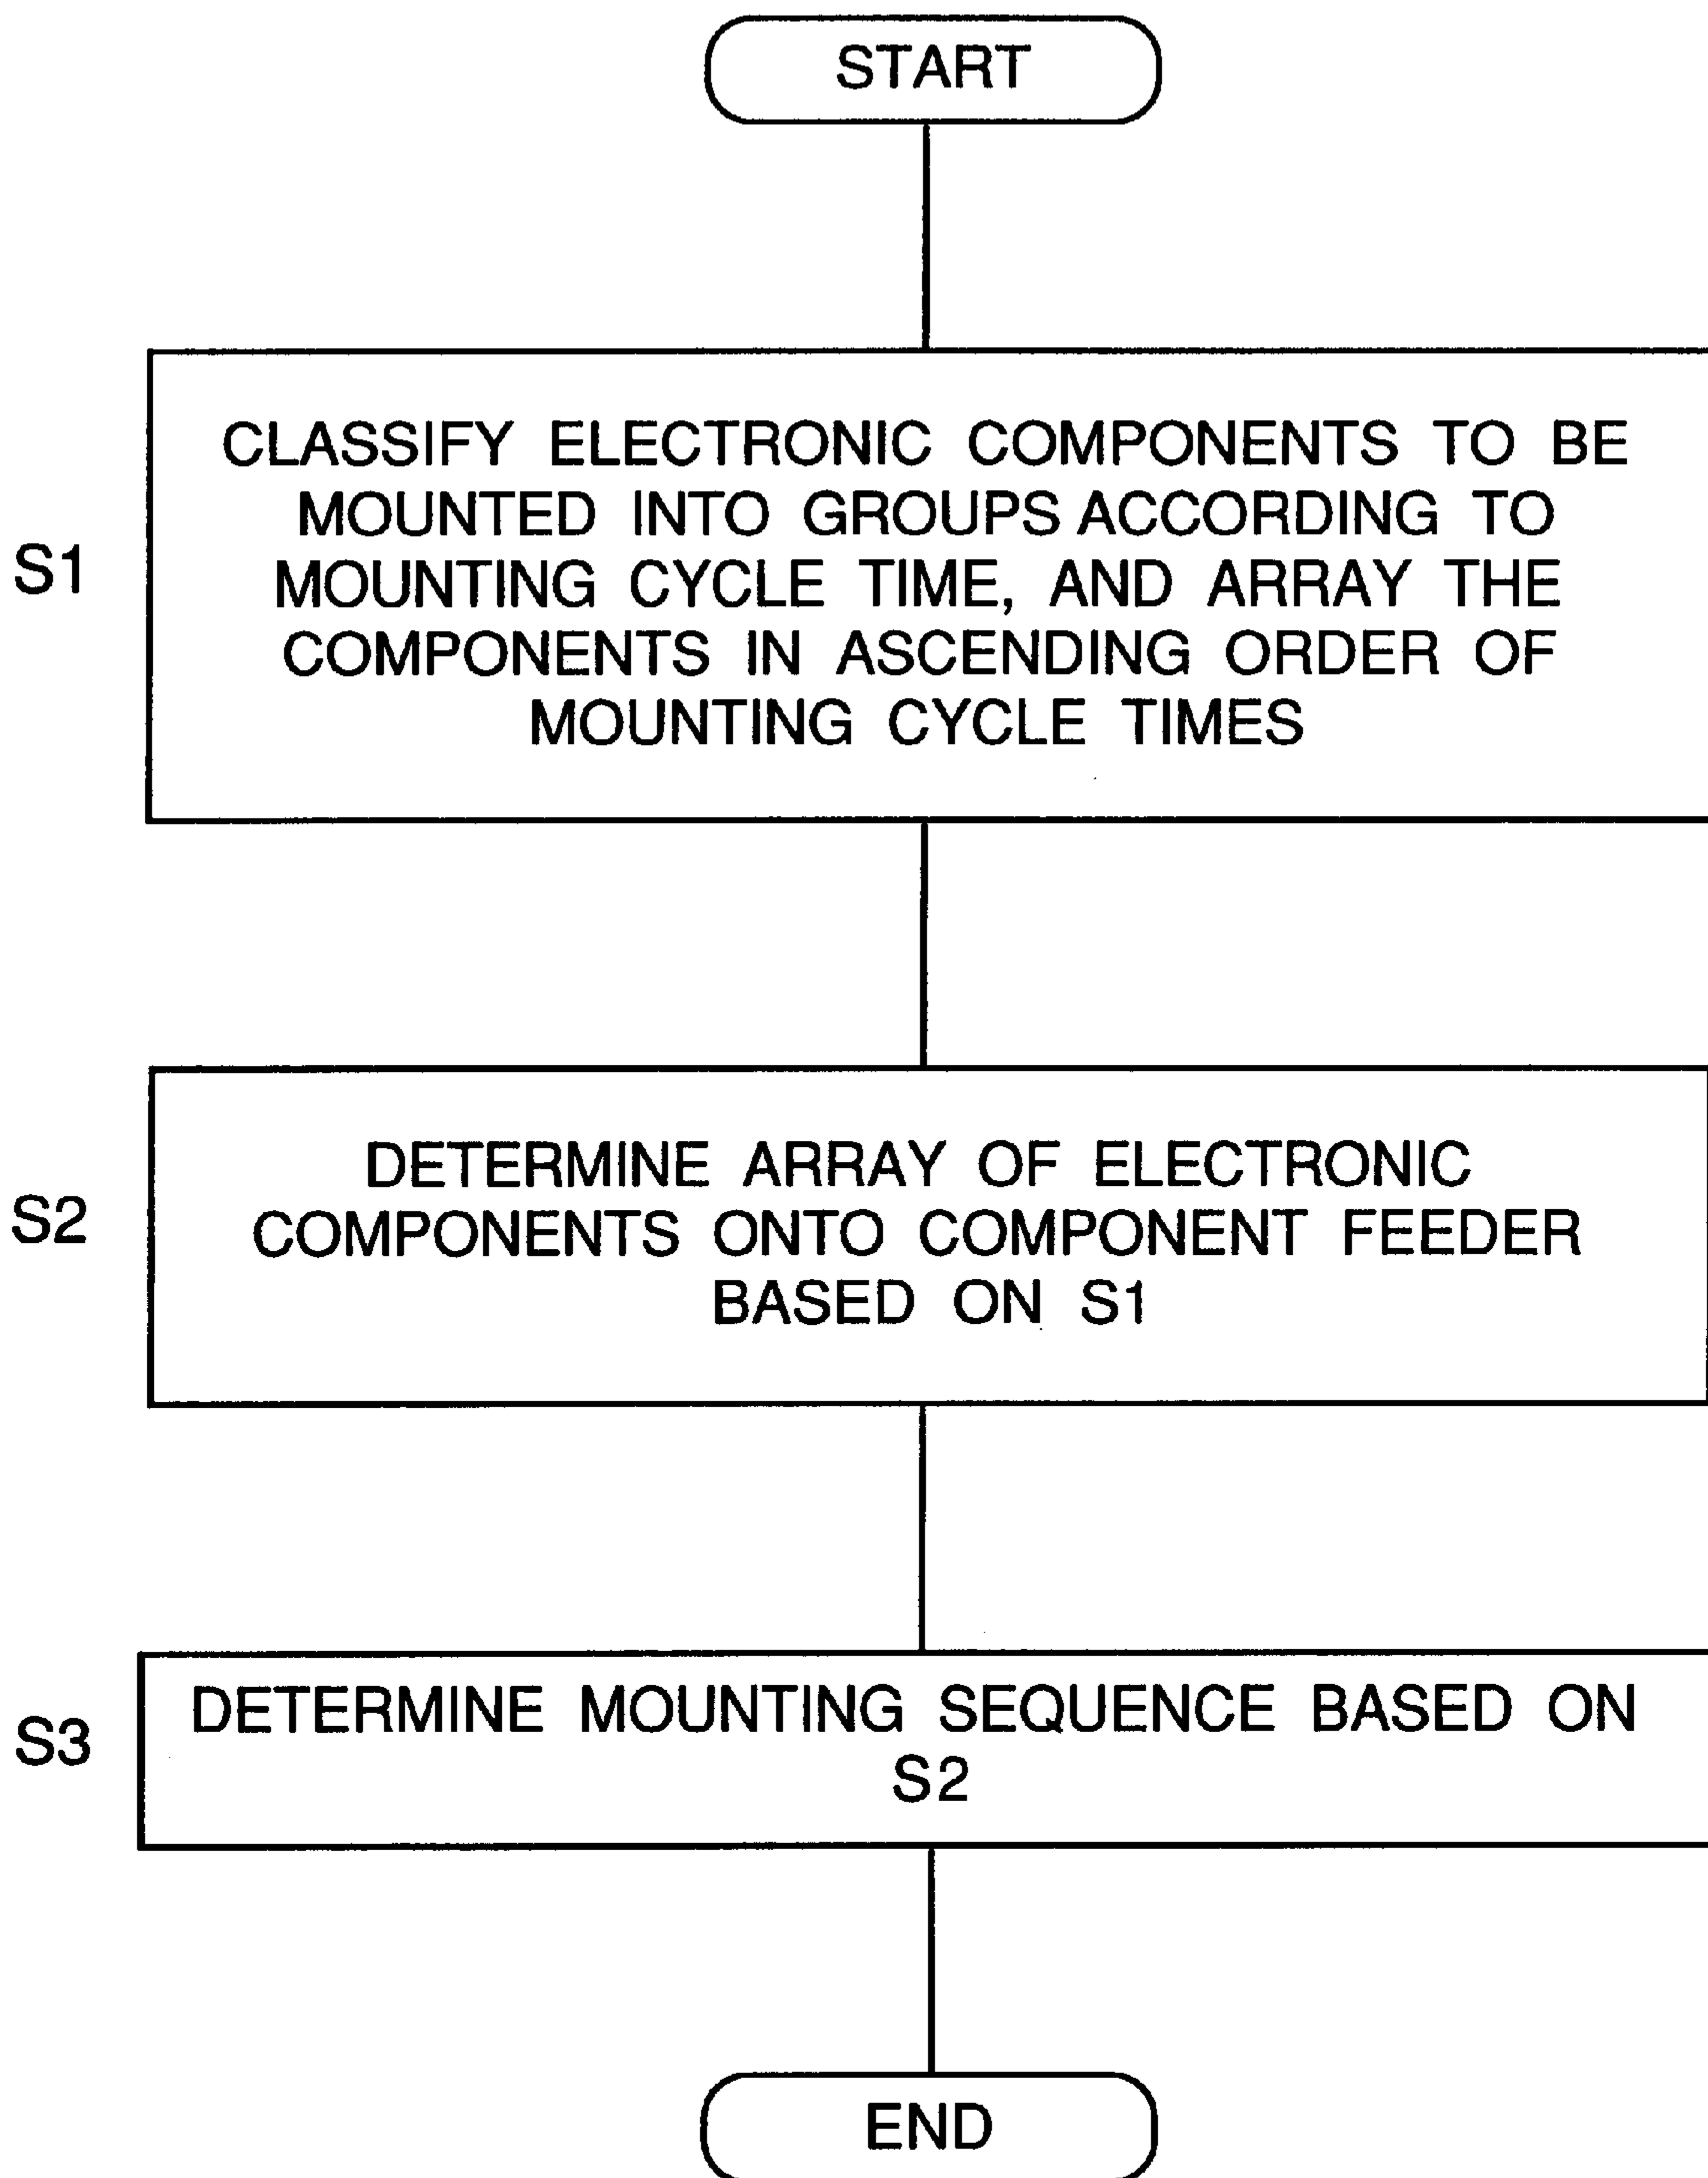 START
S1
CLASSIFY ELECTRONIC COMPONENTS TO BE
MOUNTED INTO GROUPS ACCORDING TO
MOUNTING CYCLE TIME, AND ARRAY THE
COMPONENTS IN ASCENDING ORDER OF
MOUNTING CYCLE TIMES
S2
DETERMINE ARRAY OF ELECTRONIC
COMPONENTS ONTO COMPONENT FEEDER
BASED ON S1
S3
DETERMINE MOUNTING SEQUENCE BASED ON
S2
END